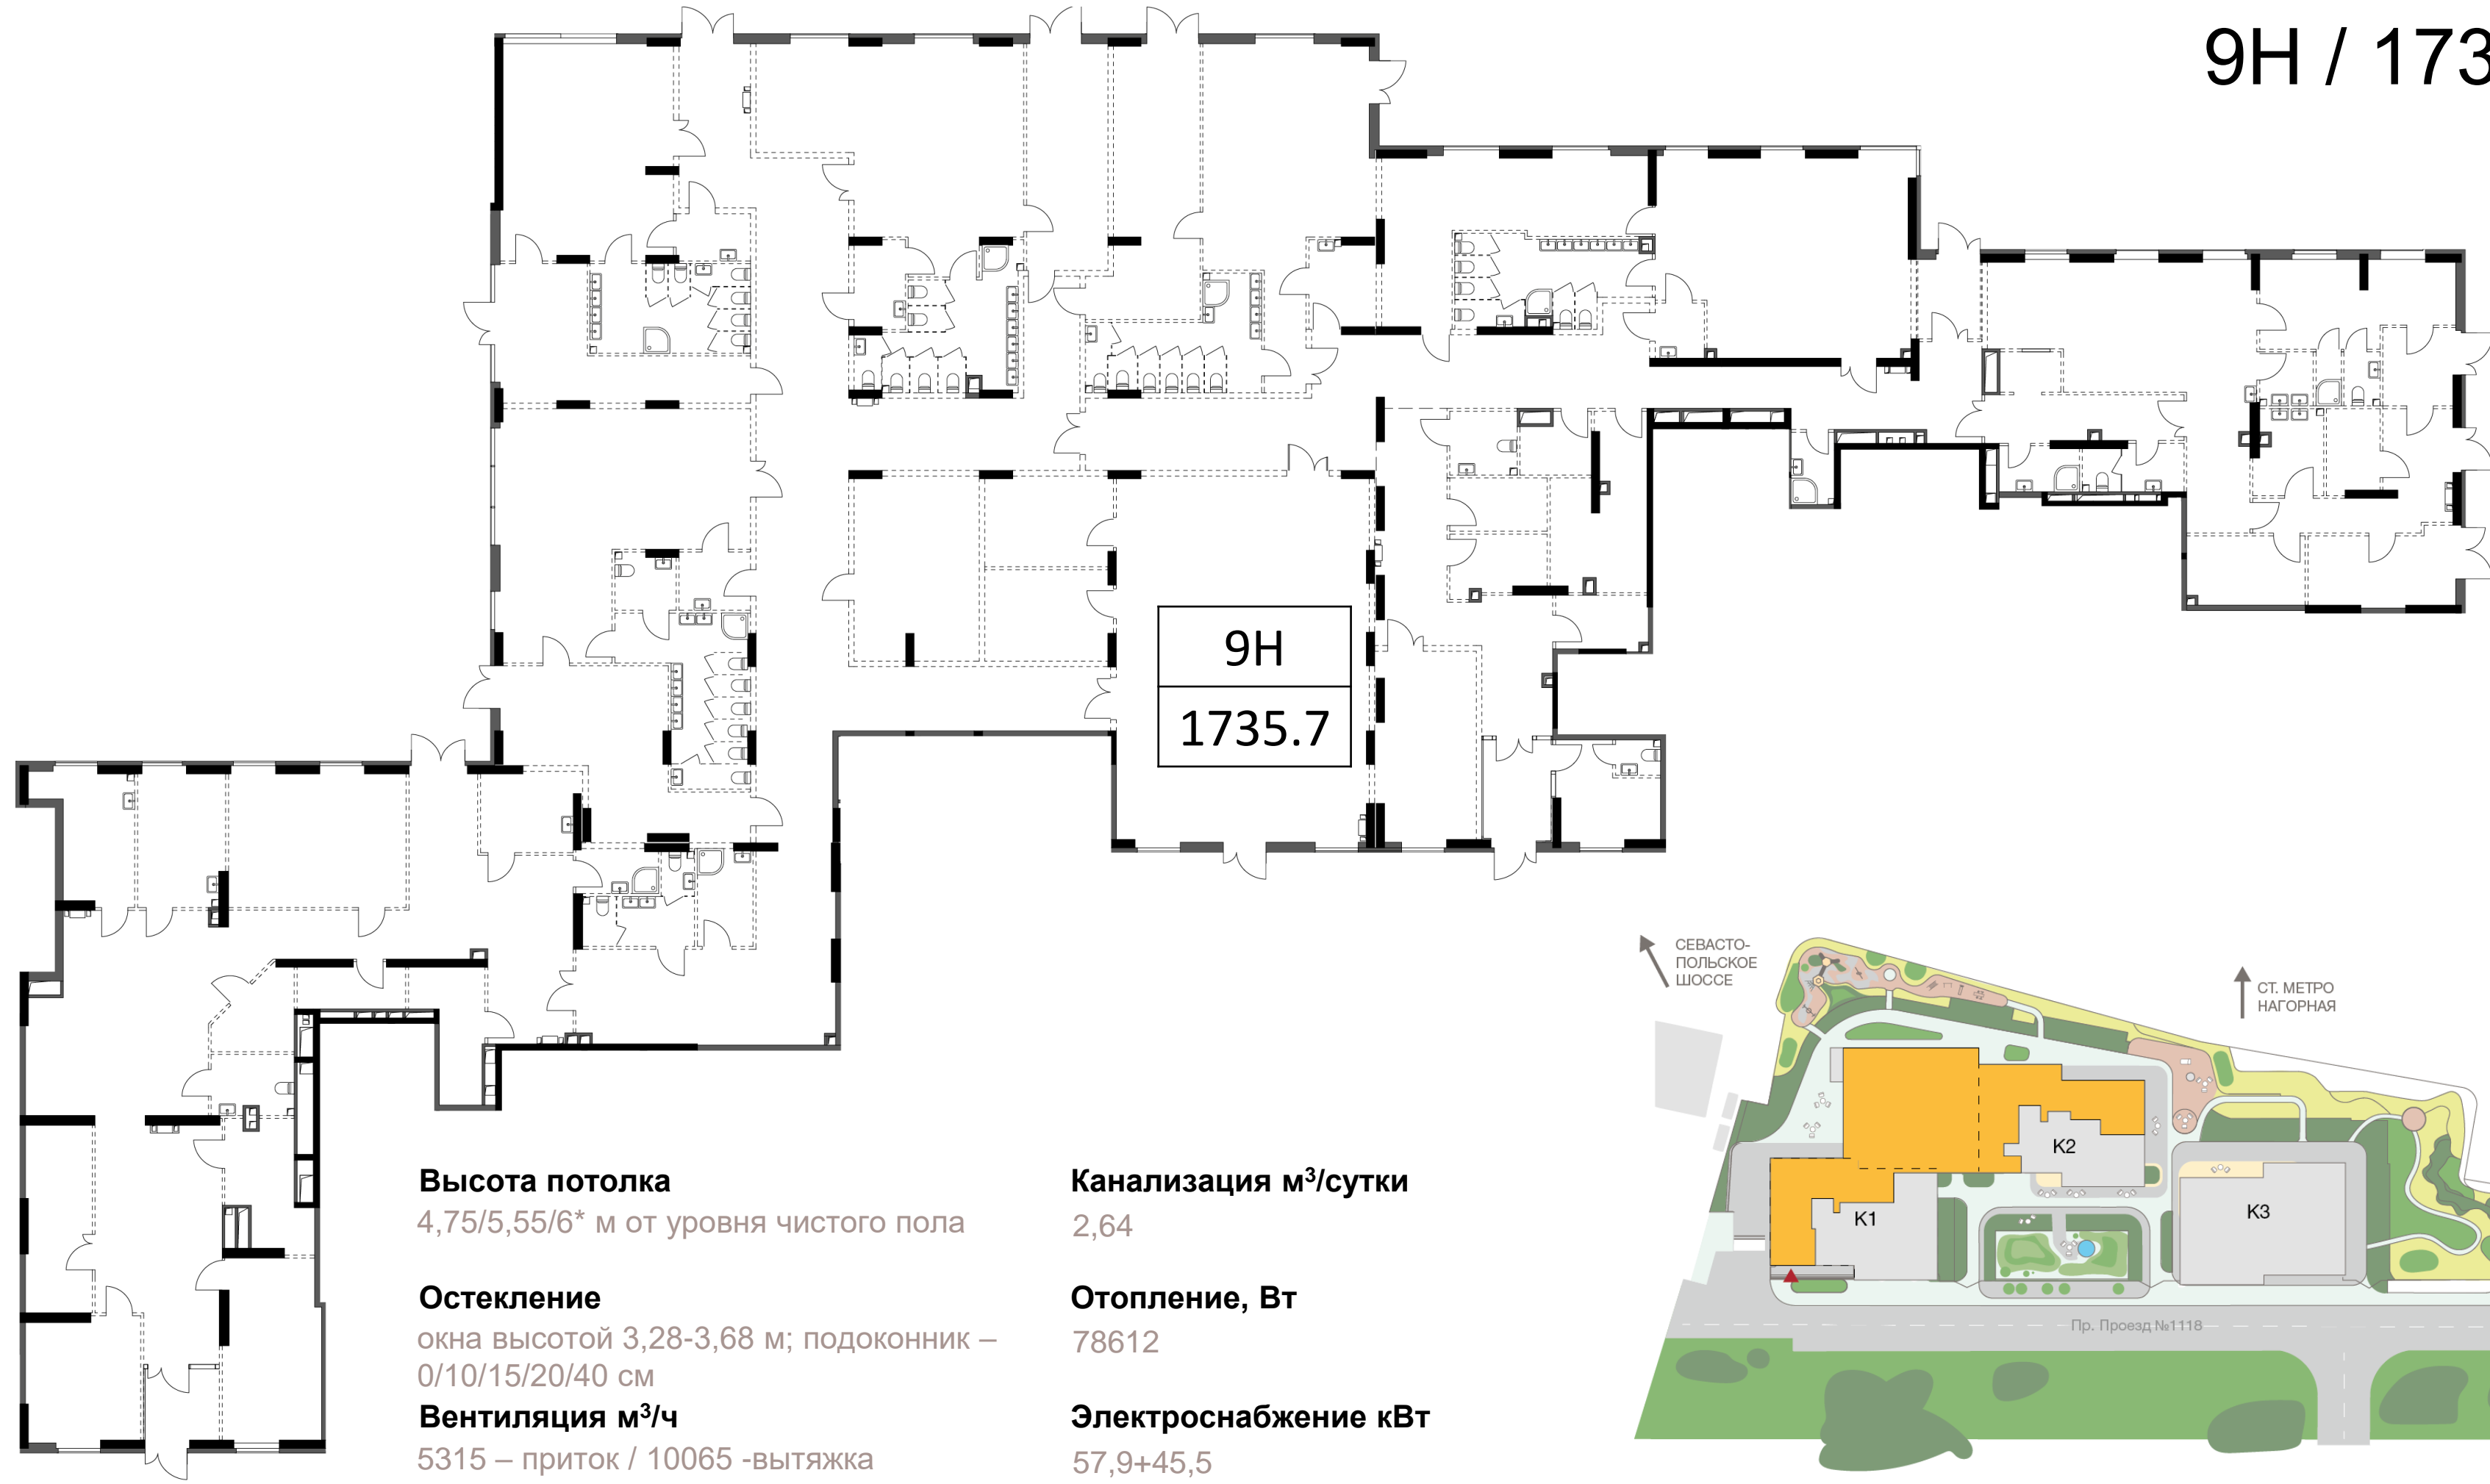 9Н / 173
9Н
1735.7
СЕВАСТО-
ПОЛЬСКОЕ
ШОССЕ
СТ. МЕТРО
НАГОРНАЯ
К2
К1
К3
Пр. Проезд №1118
Высота потолка
4,75/5,55/6* м от уровня чистого пола
Остекление
окна высотой 3,28-3,68 м; подоконник –
0/10/15/20/40 см
Вентиляция м³/ч
5315 – приток / 10065 -вытяжка
Канализация м³/сутки
2,64
Отопление, Вт
78612
Электроснабжение кВт
57,9+45,5